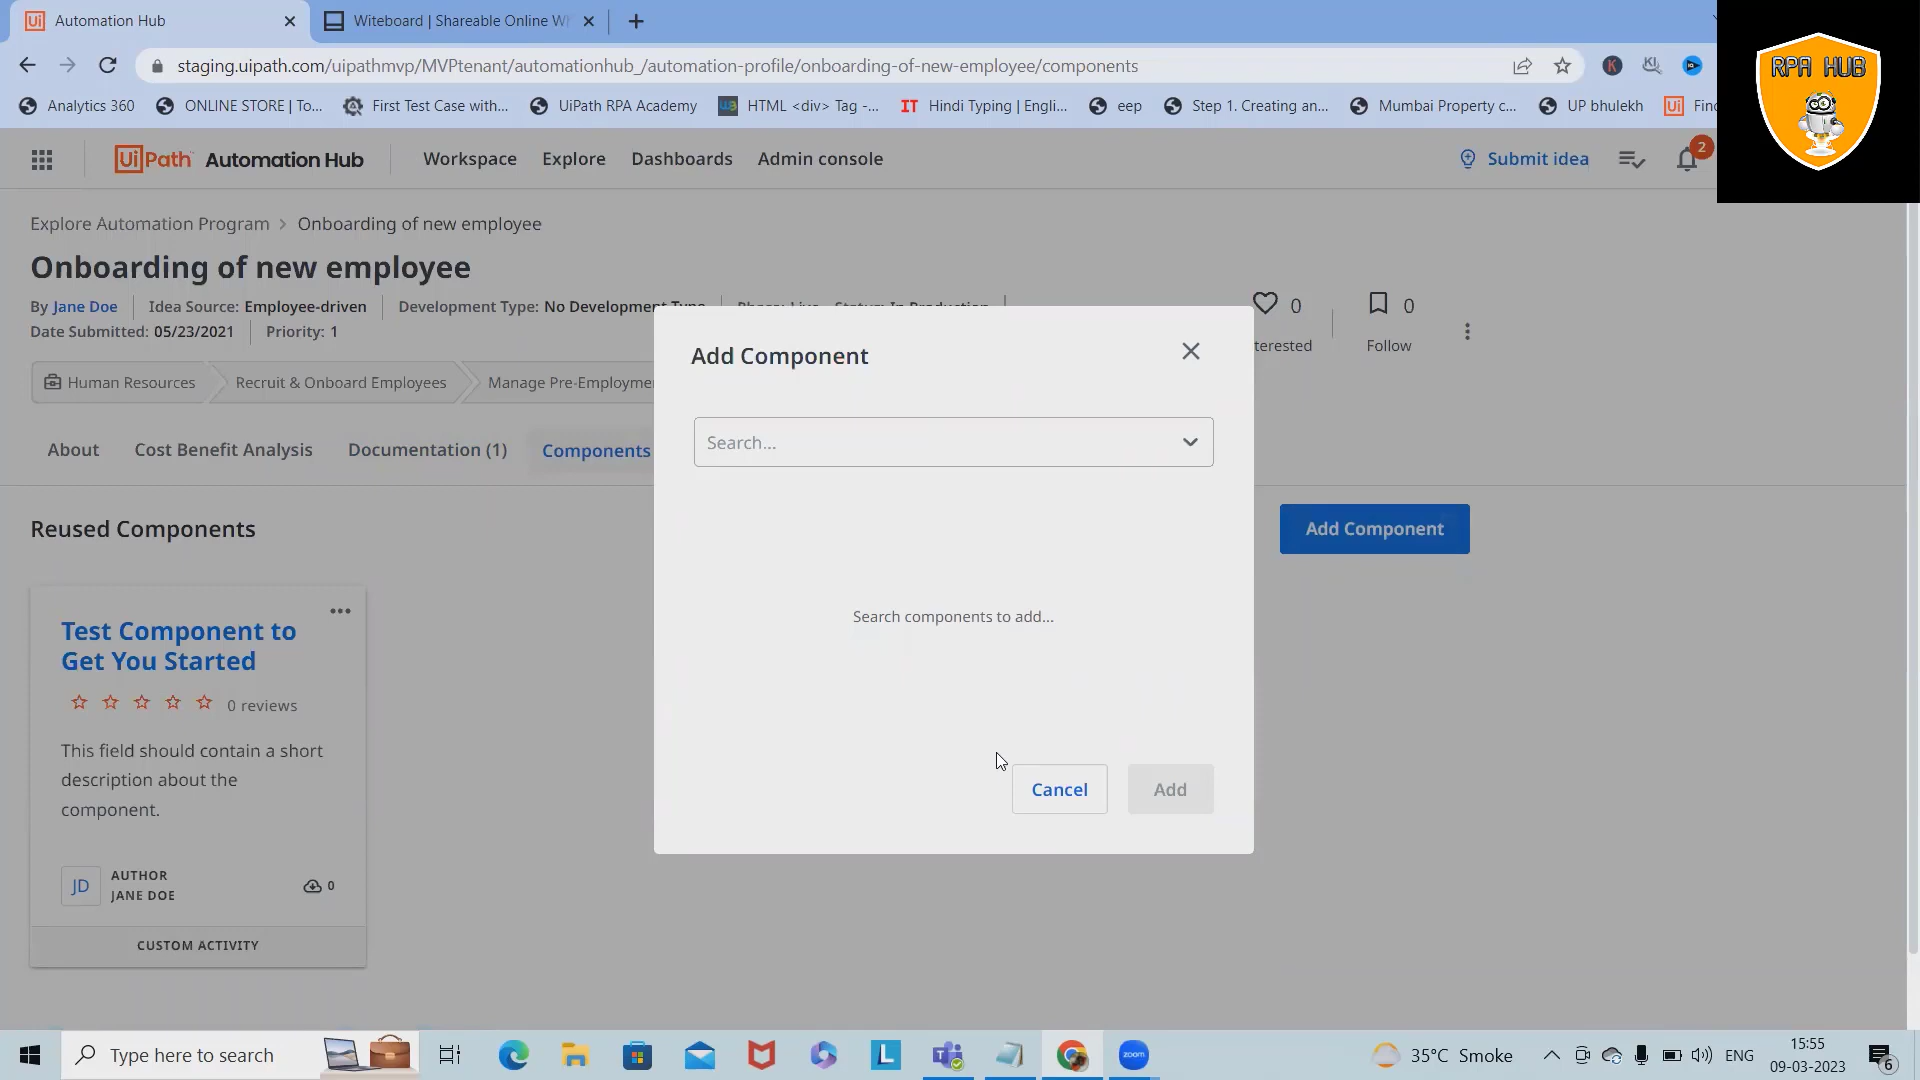 Automation Hub
Witeboard | Shareable Online W
staging.uipath.com/uipathmvp/MVPtenant/automationhub_/automation-profile/onboarding-of-new-employee/components
Analytics 360
ONLINE STORE | To...
First Test Case with...
UiPath RPA Academy
HTML <div> Tag -...
IT
Hindi Typing | Engli...
eep
Step 1. Creating an...
Mumbai Property c...
UP bhulekh
RPA HUB
UiPath Automation Hub
Workspace
Explore
Dashboards
Admin console
Submit idea
2
Explore Automation Program > Onboarding of new employee
Onboarding of new employee
By Jane Doe
Idea Source: Employee-driven
Development Type: No Development Type
Date Submitted: 05/23/2021
Priority: 1
0
terested
0
Follow
Human Resources
Recruit & Onboard Employees
Manage Pre-Employme
About
Cost Benefit Analysis
Documentation (1)
Components
Add Component
Search...
Search components to add...
Cancel
Add
Reused Components
Add Component
Test Component to
Get You Started
0 reviews
This field should contain a short
description about the
component.
JD
AUTHOR
JANE DOE
0
CUSTOM ACTIVITY
Type here to search
zoom
35°C Smoke
ENG
15:55
09-03-2023
6